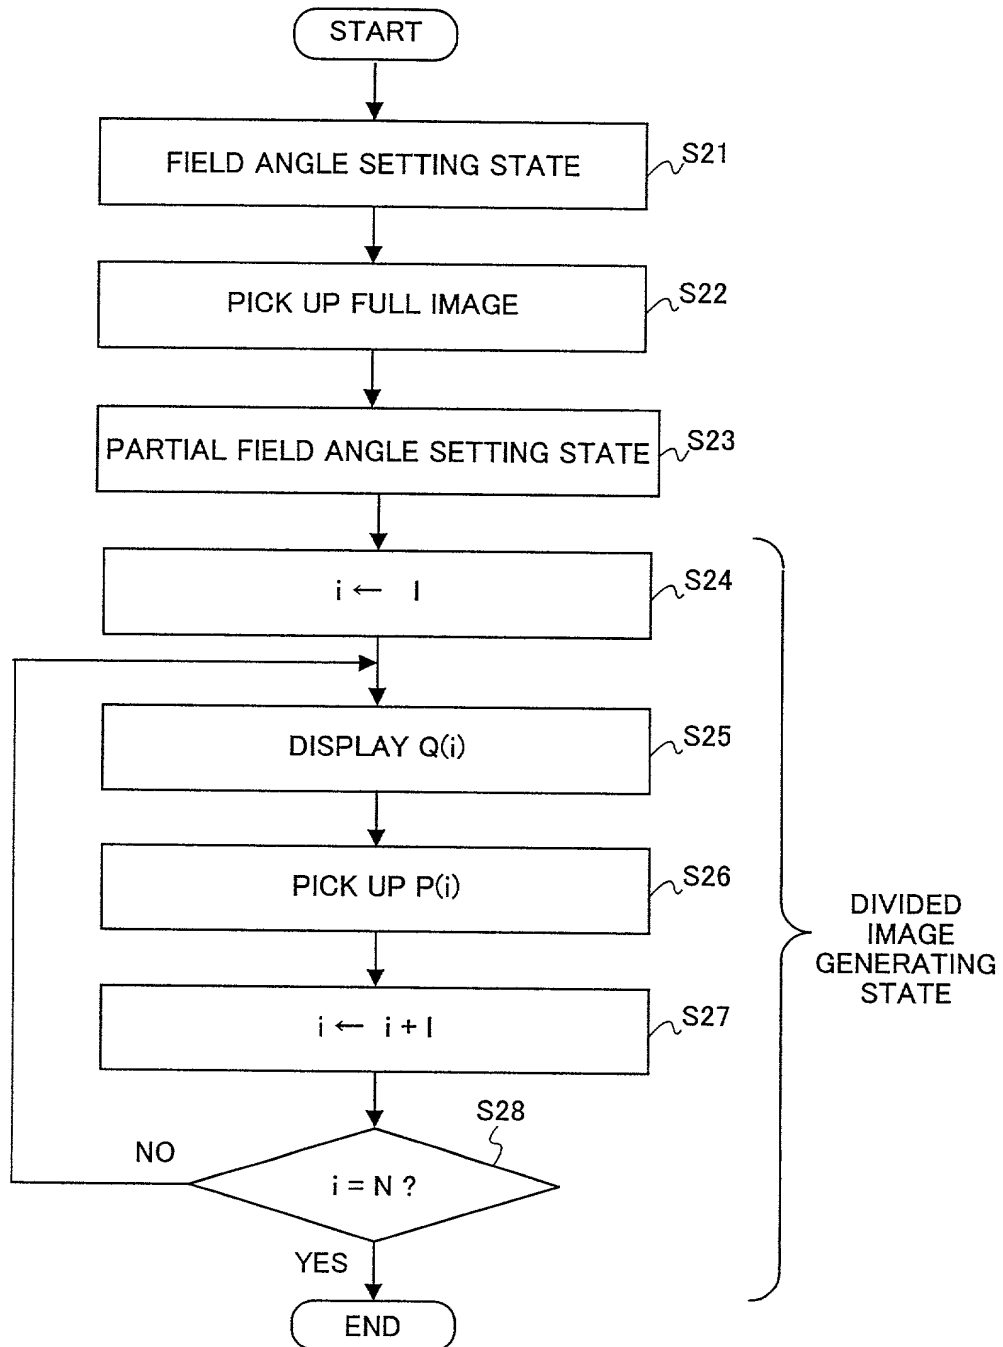 START
FIELD ANGLE SETTING STATE
S21
PICK UP FULL IMAGE
S22
PARTIAL FIELD ANGLE SETTING STATE
S23
i ← 1
S24
DISPLAY Q(i)
S25
PICK UP P(i)
S26
i ← i + 1
S27
S28
NO
i = N ?
YES
END
DIVIDED
IMAGE
GENERATING
STATE